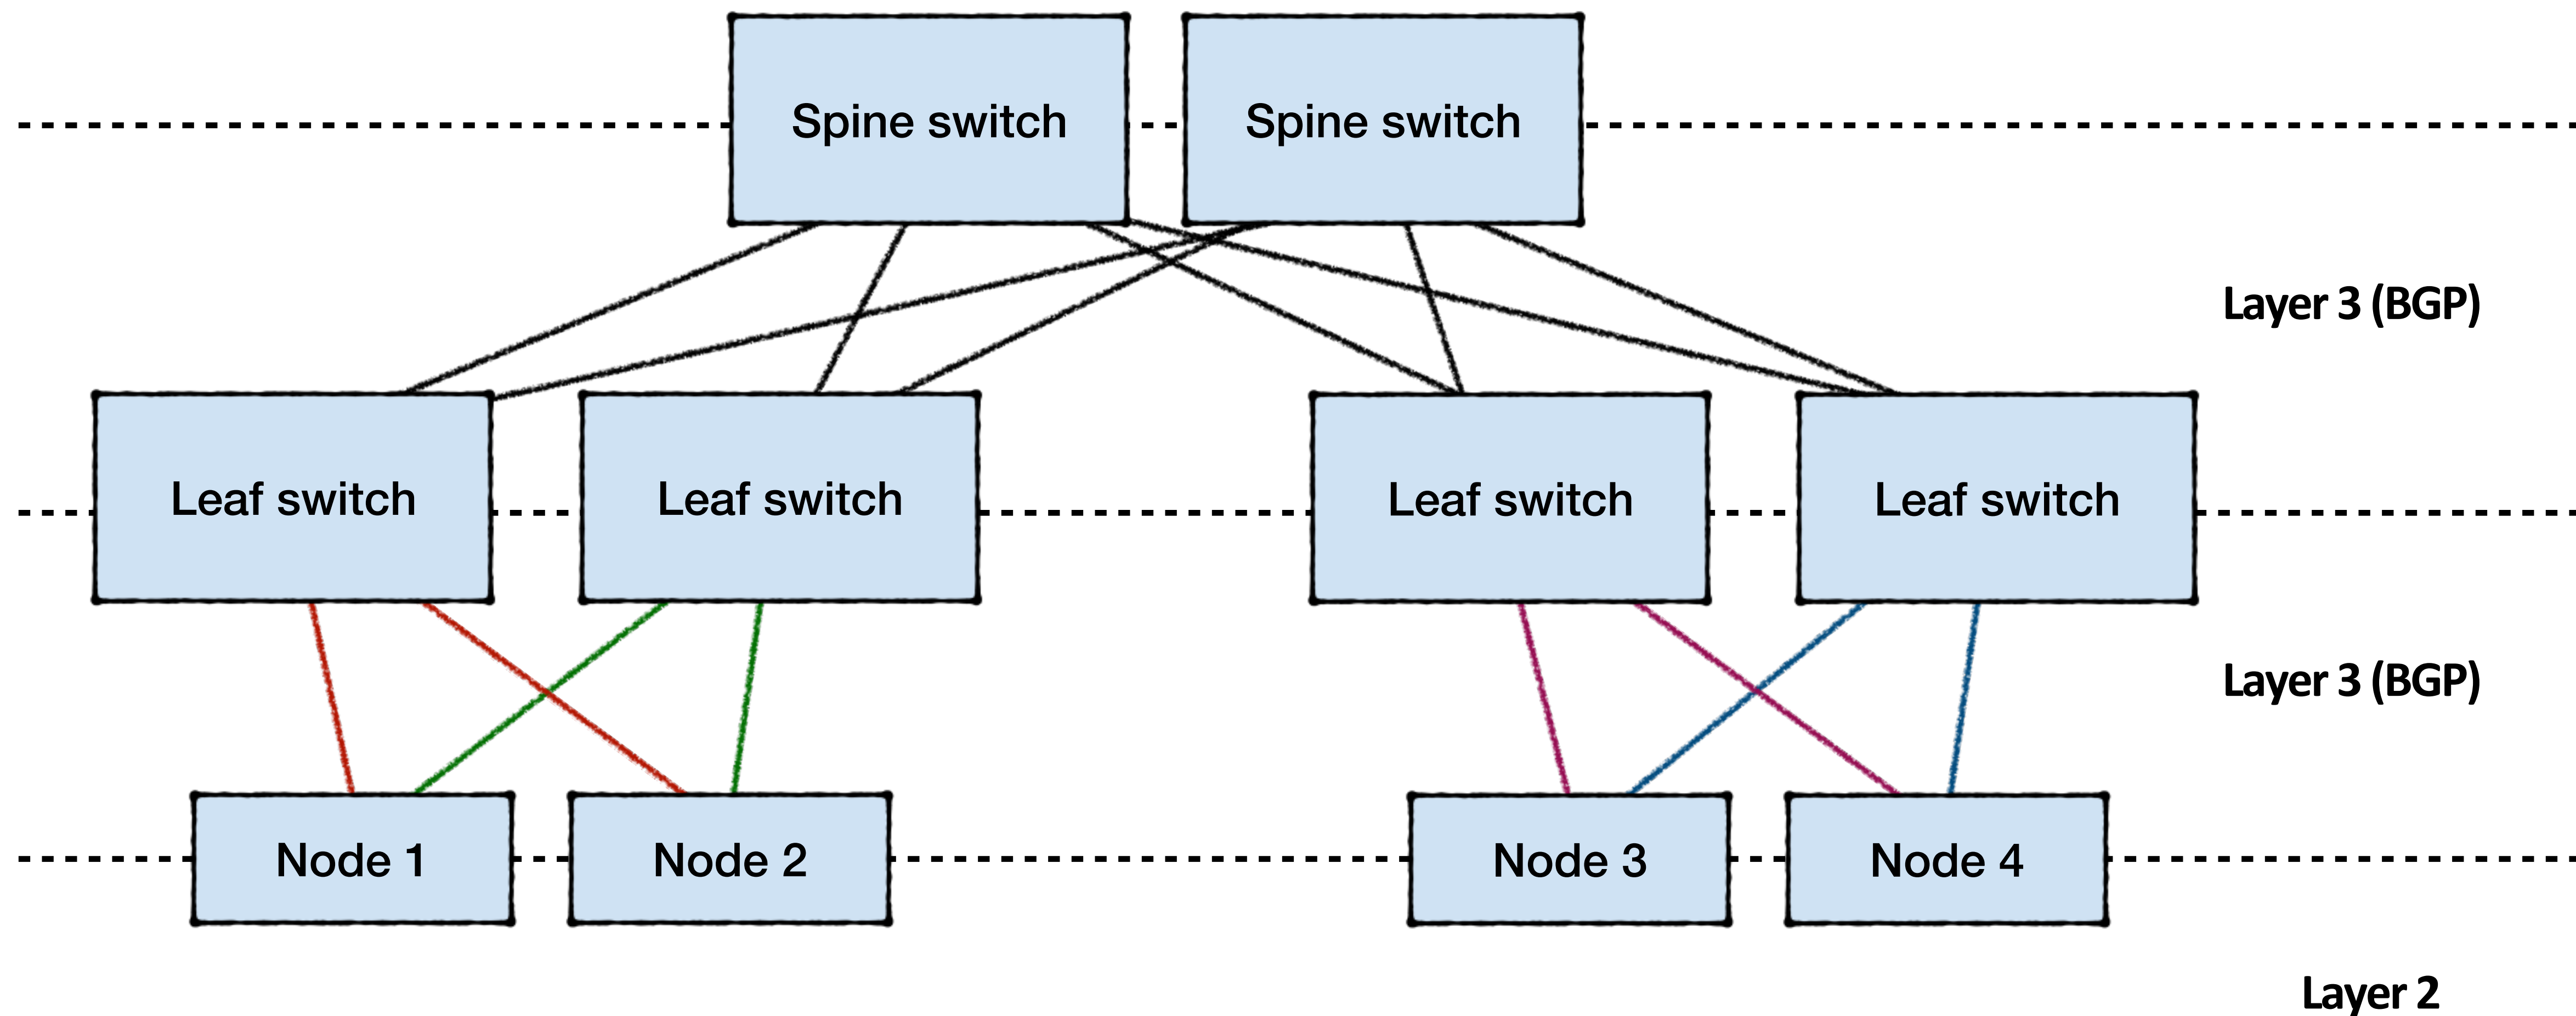 Spine switch
Spine switch
Layer 3 (BGP)
Leaf switch
Leaf switch
Leaf switch
Leaf switch
Layer 3 (BGP)
Node 1
Node 2
Node 3
Node 4
Layer 2